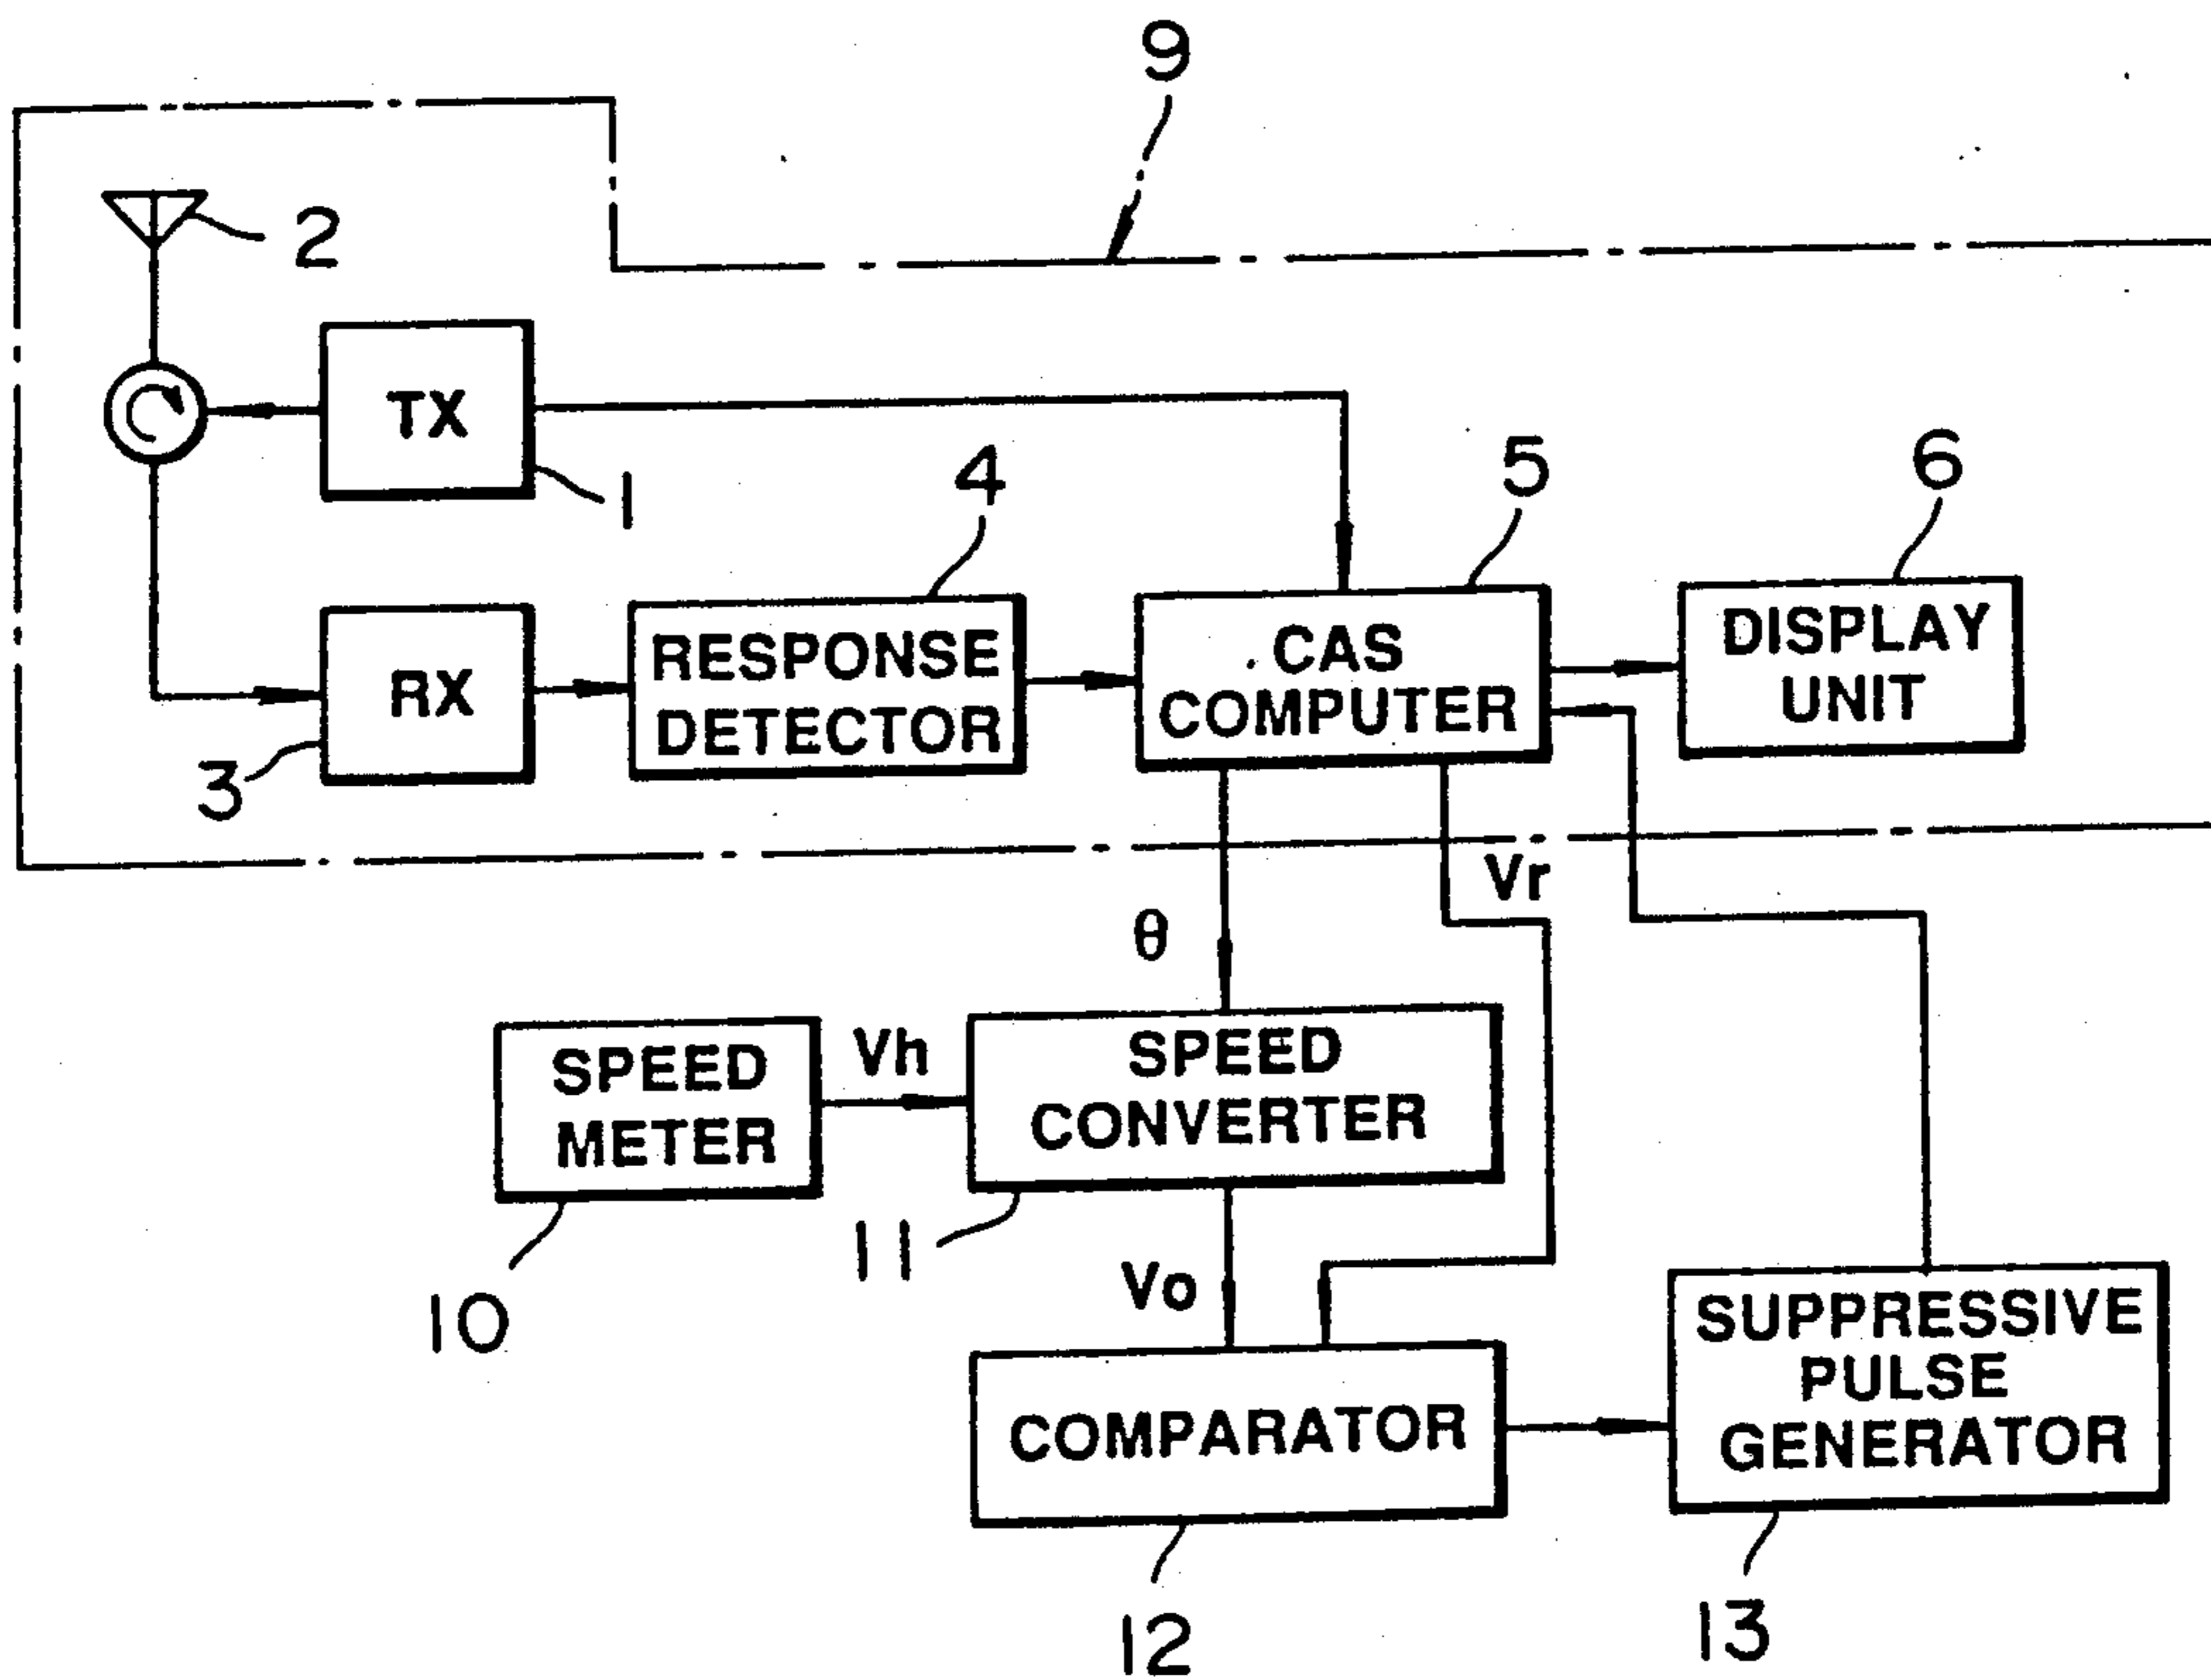 9
2
TX
1
4
5
6
RX
3
RESPONSE
DETECTOR
CAS
COMPUTER
DISPLAY
UNIT
Vr
θ
SPEED
METER
10
Vh
SPEED
CONVERTER
11
Vo
COMPARATOR
12
SUPPRESSIVE
PULSE
GENERATOR
13